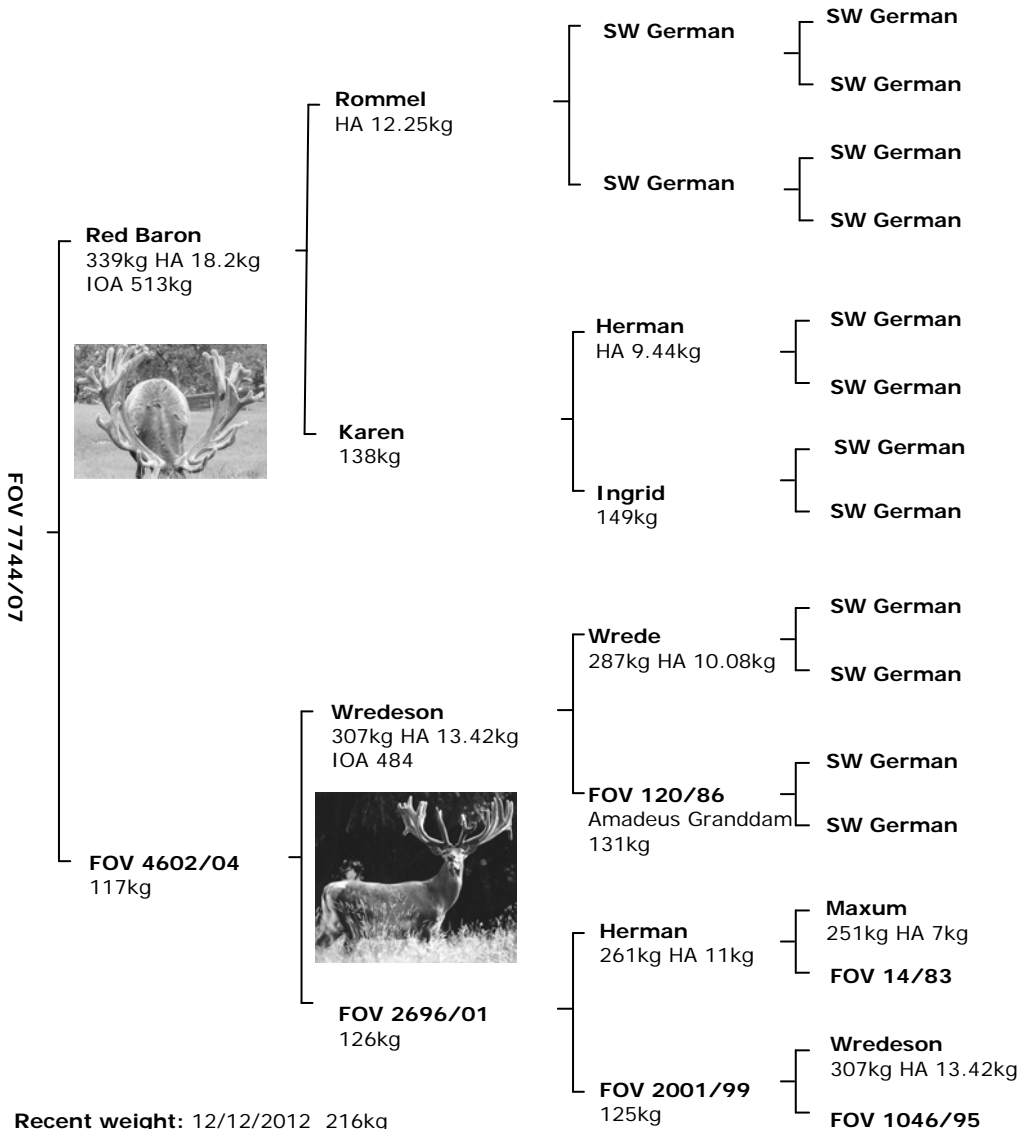 FOV 7744/07
Red Baron
339kg HA 18.2kg
IOA 513kg
FOV 4602/04
117kg
Rommel
HA 12.25kg
Karen
138kg
Wredeson
307kg HA 13.42kg
IOA 484
FOV 2696/01
126kg
SW German
SW German
Herman
HA 9.44kg
Ingrid
149kg
Wrede
287kg HA 10.08kg
FOV 120/86
Amadeus Granddam
131kg
Herman
261kg HA 11kg
FOV 2001/99
125kg
SW German
SW German
SW German
SW German
SW German
SW German
SW German
SW German
SW German
SW German
SW German
SW German
Maxum
251kg HA 7kg
FOV 14/83
Wredeson
307kg HA 13.42kg
FOV 1046/95
Recent weight: 12/12/2012 216kg